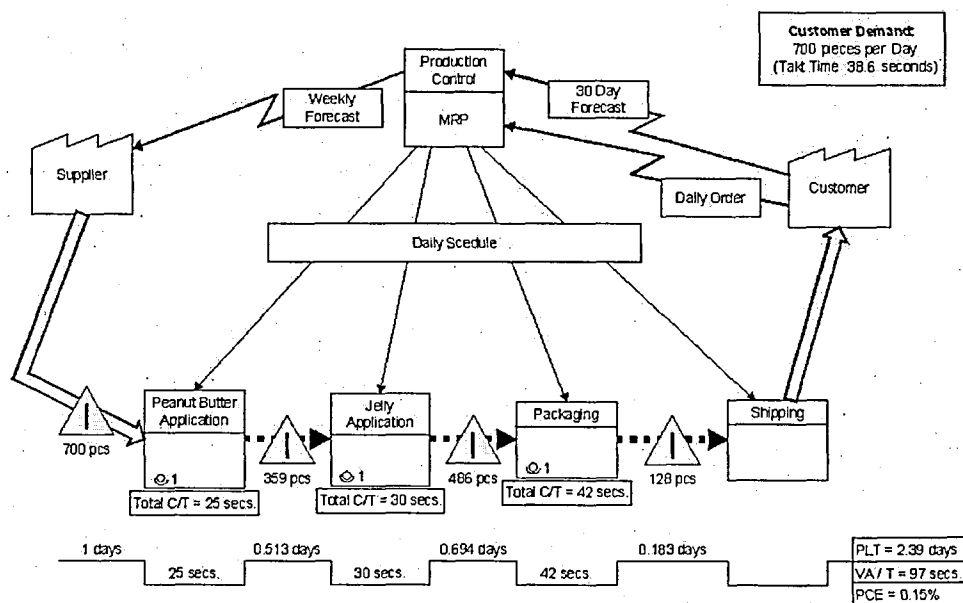 Customer Demand:
700 pieces per Day
(Takt Time 38.6 seconds)
Production
Control
MRP
Weekly
Forecast
30 Day
Forecast
Supplier
Customer
Daily Order
Daily Scedule
Peanut Butter
Application
1
Total C/T = 25 secs.
Jelly
Application
1
Total C/T = 30 secs.
Packaging
1
Total C/T = 42 secs.
Shipping
I
700 pcs
I
359 pcs
I
486 pcs
I
128 pcs
1 days
0.513 days
0.694 days
0.183 days
25 secs.
30 secs.
42 secs.
PLT = 2.39 days
VA / T = 97 secs.
PCE = 0.15%